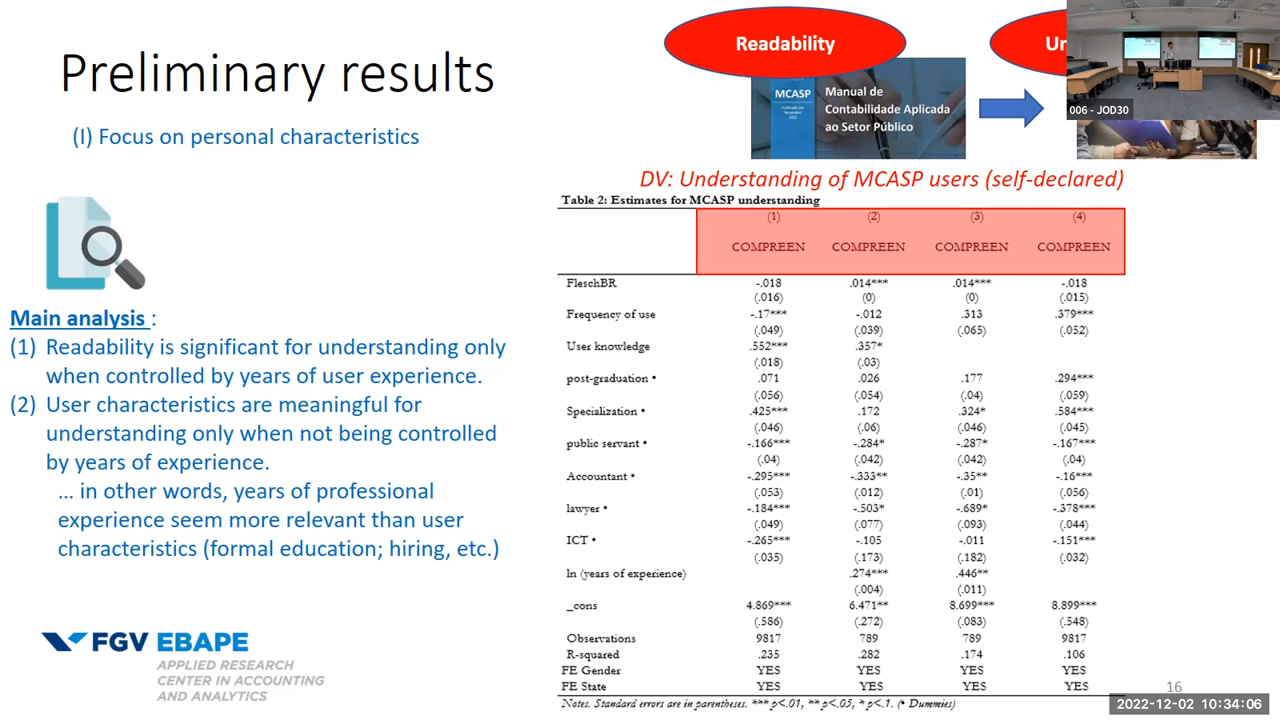 Preliminary results
(I) Focus on personal characteristics
Readability
Un
MCASP
Manual de
Contabilidade Aplicada
ao Setor Público
006 - JOD30
Main analysis :
(1) Readability is significant for understanding only
when controlled by years of user experience.
(2) User characteristics are meaningful for
understanding only when not being controlled
by years of experience.
... in other words, years of professional
experience seem more relevant than user
characteristics (formal education; hiring, etc.)
FGV EBAPE
APPLIED RESEARCH
CENTER IN ACCOUNTING
AND ANALYTICS
DV: Understanding of MCASP users (self-declared)
Table 2: Estimates for MCASP understanding
(1) (2) (3) (4)
COMPREEN COMPREEN COMPREEN COMPREEN
FleschBR -.018 .014*** .014*** -.018
(.016) (0) (0) (.015)
Frequency of use -.17*** -.012 .313 .379***
(.049) (.039) (.065) (.052)
User knowledge .552*** .357*
(.018) (.03)
post-graduation • .071 .026 .177 .294***
(.056) (.054) (.04) (.059)
Specialization • .425*** .172 .324* .584***
(.046) (.06) (.046) (.045)
public servant • -.166*** -.284* -.287* -.167***
(.04) (.042) (.042) (.04)
Accountant • -.295*** -.333** -.35** -.16***
(.053) (.012) (.01) (.056)
lawyer • -.184*** -.503* -.689* -.378***
(.049) (.077) (.093) (.044)
ICT • -.265*** -.105 -.011 -.151***
(.035) (.173) (.182) (.032)
ln (years of experience) .274*** .446**
(.004) (.011)
_cons 4.869*** 6.471** 8.699*** 8.899***
(.586) (.272) (.083) (.548)
Observations 9817 789 789 9817
R-squared .235 .282 .174 .106
FE Gender YES YES YES YES
FE State YES YES YES YES
Notes. Standard errors are in parentheses. *** p<.01, ** p<.05, * p<.1. (• Dummies)
16
2022-12-02 10:34:06